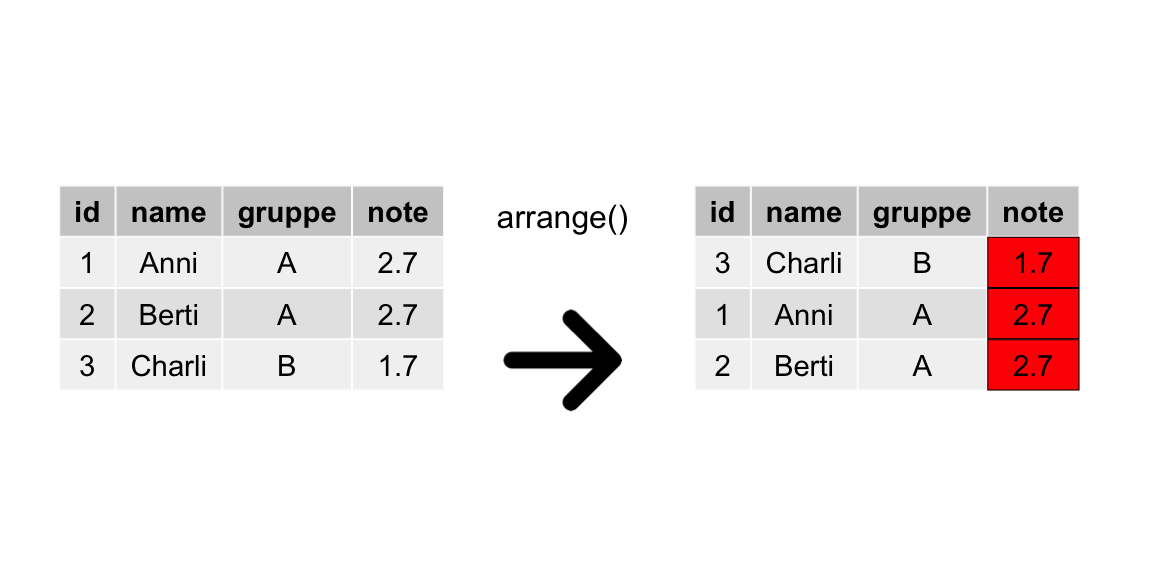 id name gruppe note
1 Anni A 2.7
2 Berti A 2.7
3 Charli B 1.7
arrange()
id name gruppe note
3 Charli B 1.7
1 Anni A 2.7
2 Berti A 2.7